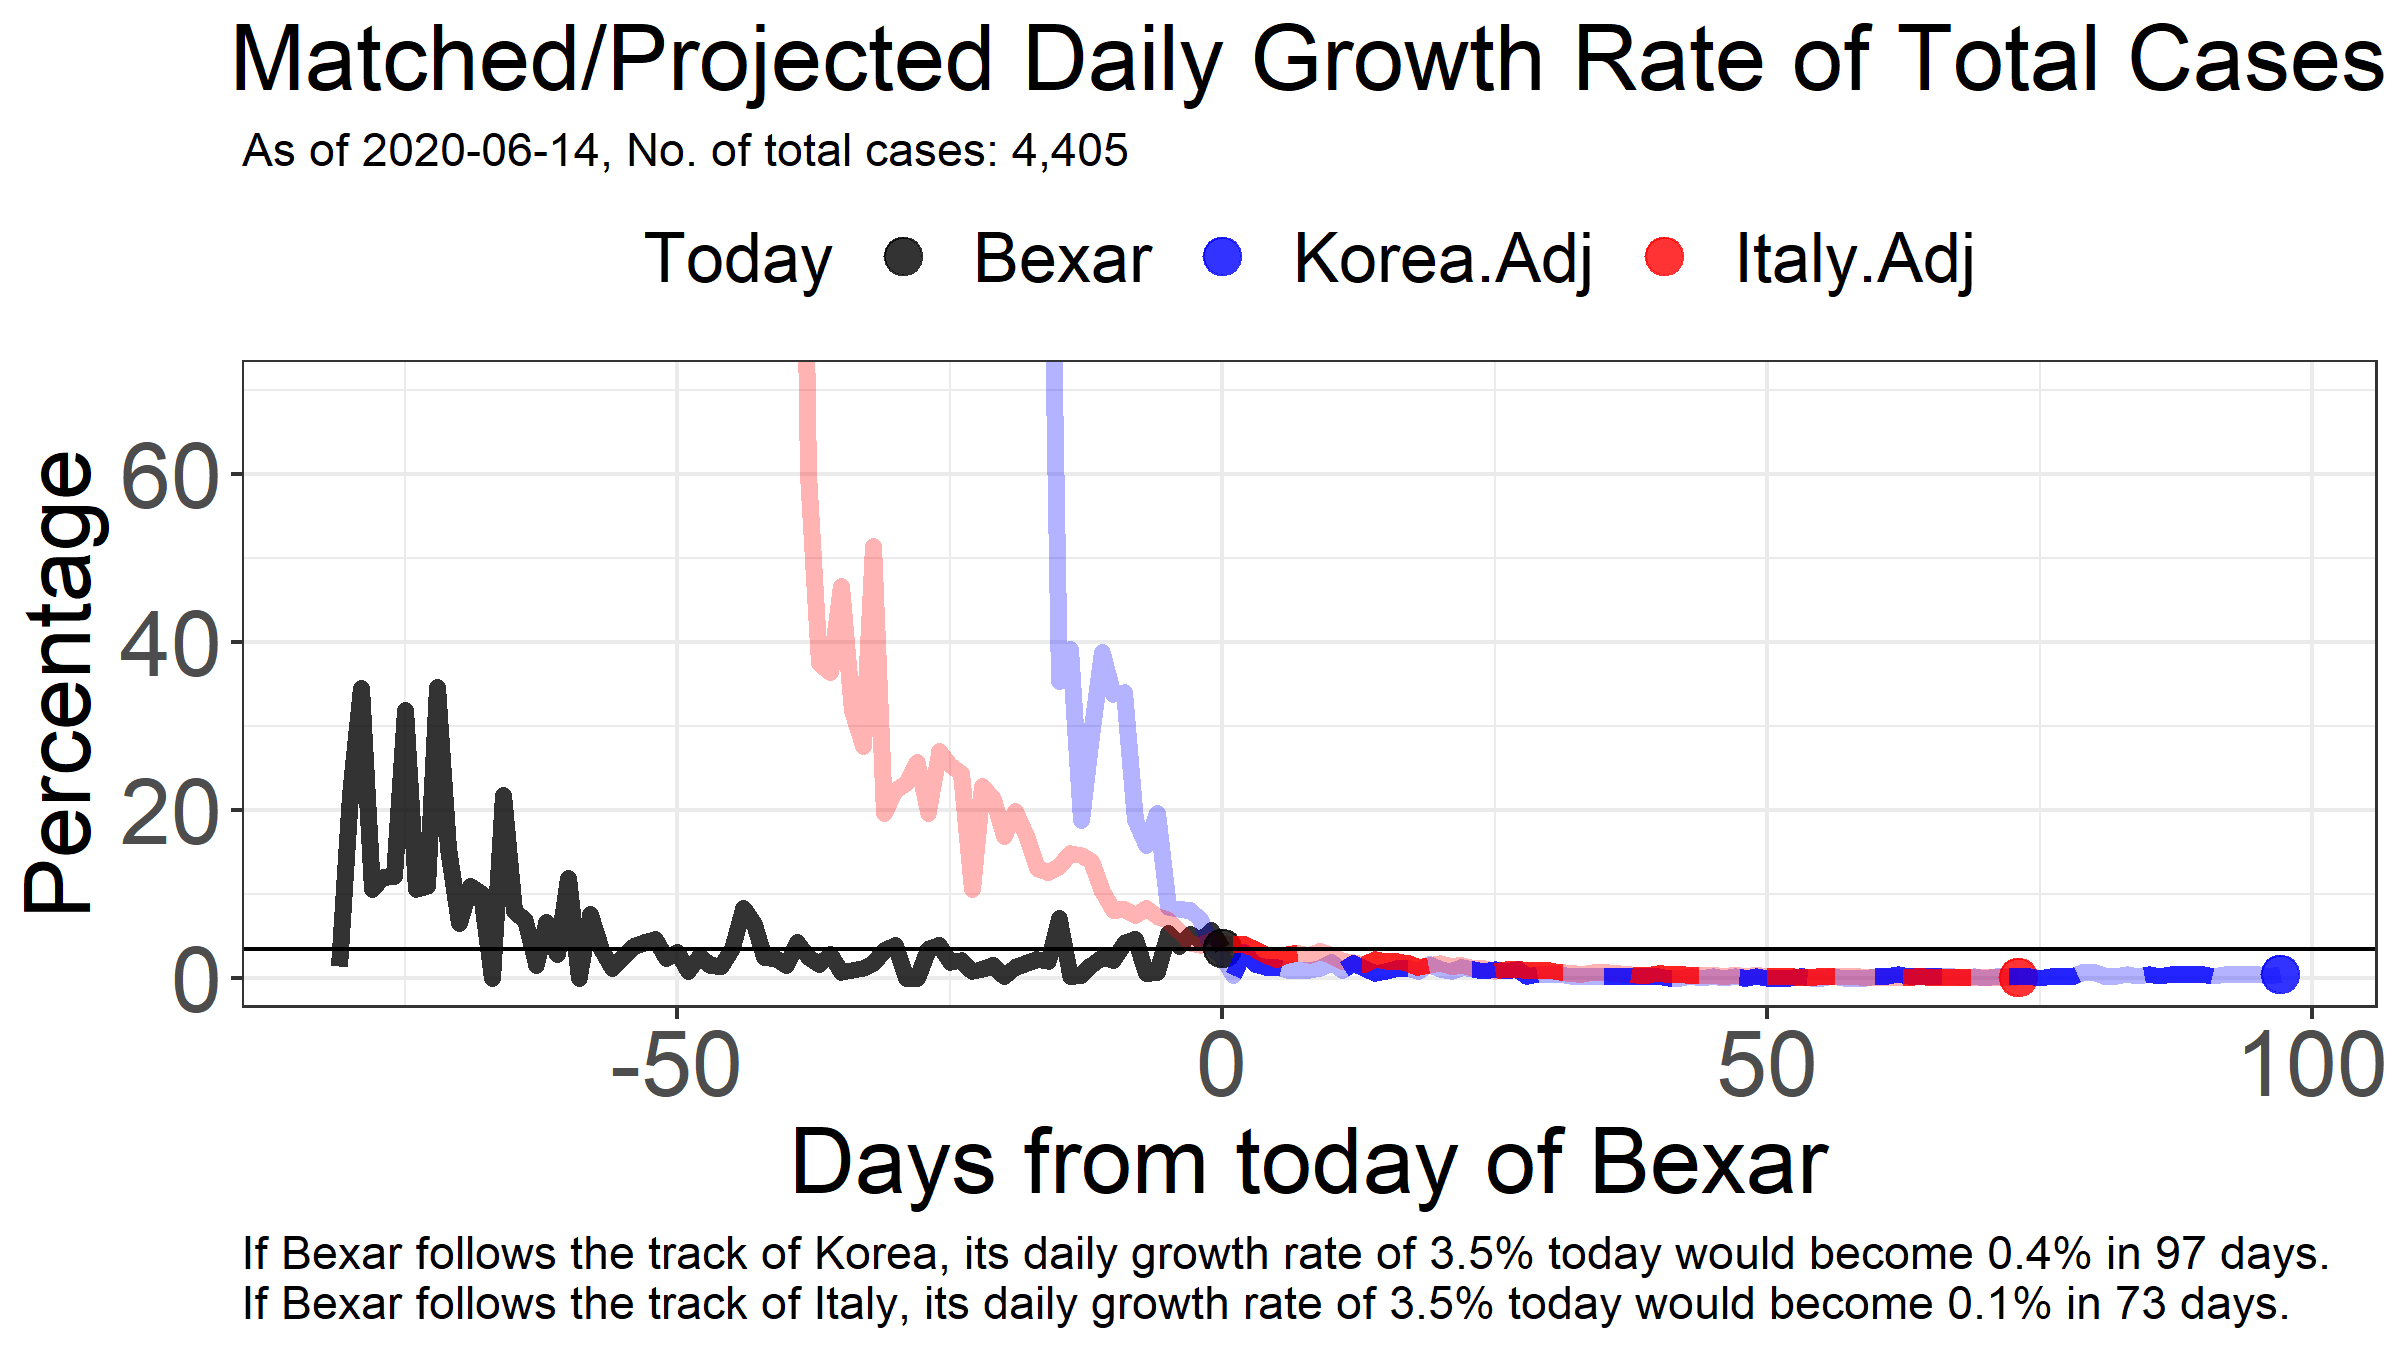 Matched/Projected Daily Growth Rate of Total Cases
As of 2020-06-14, No. of total cases: 4,405
Today Bexar Korea.Adj Italy.Adj
Percentage
60
40
20
0
-50 0 50 100
Days from today of Bexar
If Bexar follows the track of Korea, its daily growth rate of 3.5% today would become 0.4% in 97 days.
If Bexar follows the track of Italy, its daily growth rate of 3.5% today would become 0.1% in 73 days.